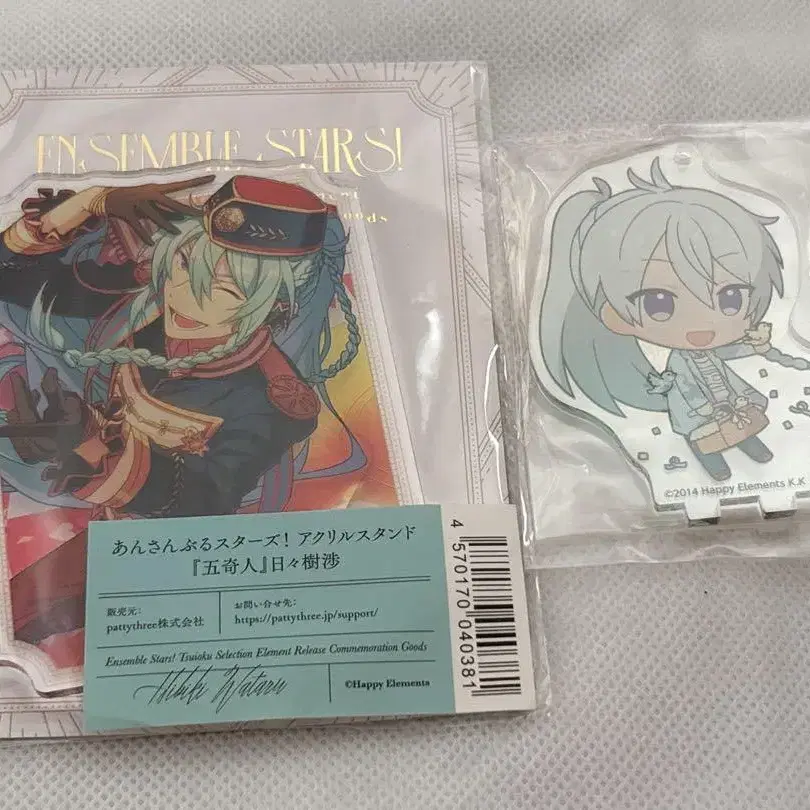 ENSEMBLE STARS!
©2014 Happy Elements K.K
あんさんぶるスターズ! アクリルスタンド
『五奇人』日々樹渉
販売元:
pattythree株式会社
お問い合せ先:
https://pattythree.jp/support/
Ensemble Stars! Tsuioku Selection Element Release Commemoration Goods
Hibiki Wataru
©Happy Elements
4 570170 040381